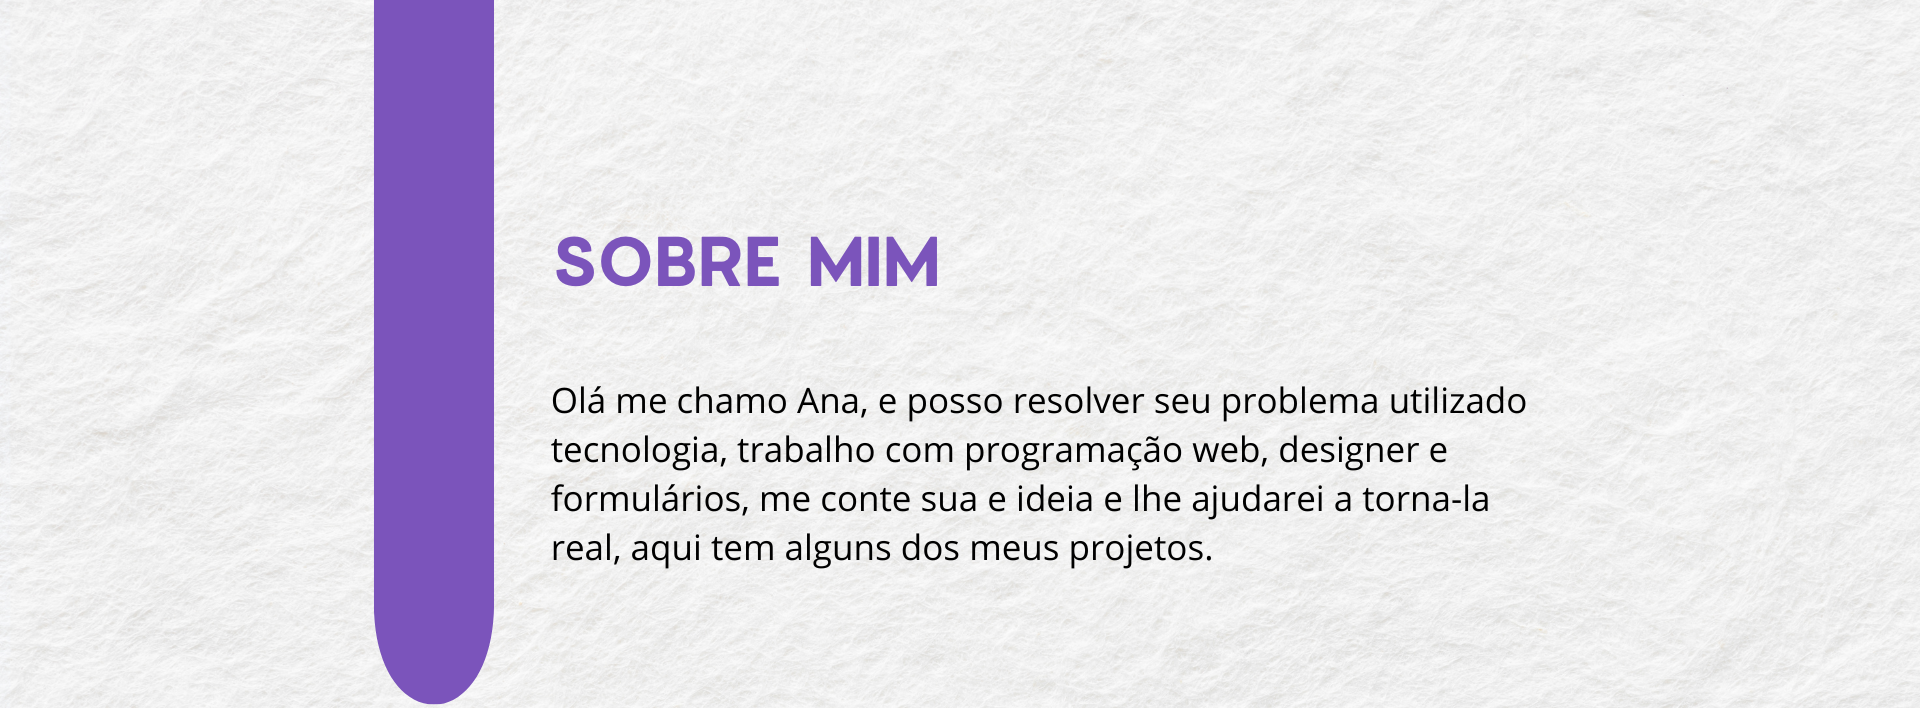 SOBRE MIM
Olá me chamo Ana, e posso resolver seu problema utilizado
tecnologia, trabalho com programação web, designer e
formulários, me conte sua e ideia e lhe ajudarei a torna-la
real, aqui tem alguns dos meus projetos.